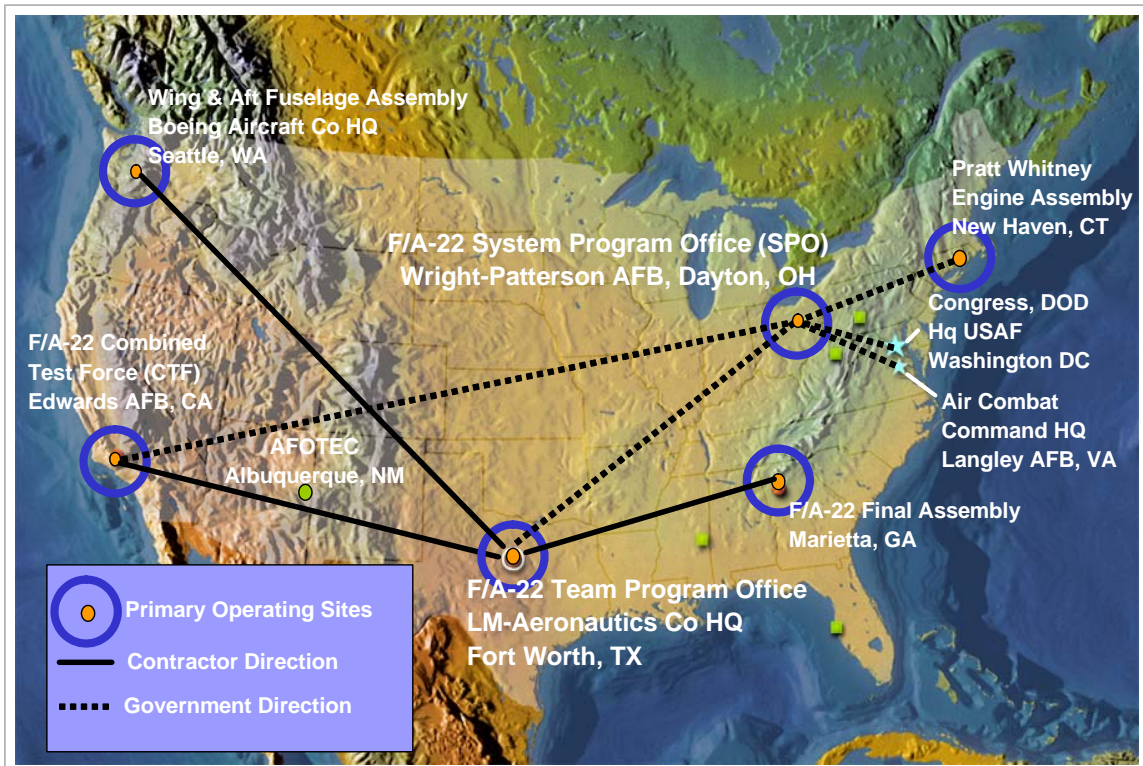 Wing & Aft Fuselage Assembly
Boeing Aircraft Co HQ
Seattle, WA
Pratt Whitney
Engine Assembly
New Haven, CT
F/A-22 System Program Office (SPO)
Wright-Patterson AFB, Dayton, OH
Congress, DOD
Hq USAF
Washington DC
F/A-22 Combined
Test Force (CTF)
Edwards AFB, CA
Air Combat
Command HQ
Langley AFB, VA
AFOTEC
Albuquerque, NM
F/A-22 Final Assembly
Marietta, GA
F/A-22 Team Program Office
LM-Aeronautics Co HQ
Fort Worth, TX
Primary Operating Sites
Contractor Direction
Government Direction